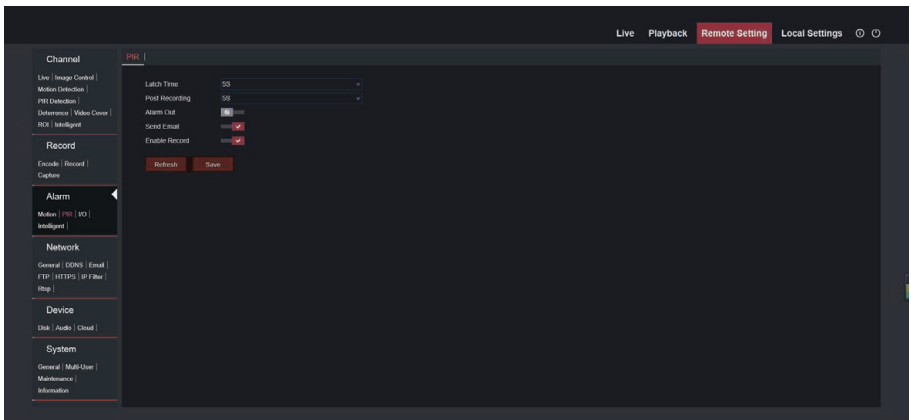 Live Playback Remote Setting Local Settings
Channel
Live | Image Control |
Motion Detection |
PIR Detection |
Deterrence | Video Cover |
ROI | Intelligent
Record
Encode | Record |
Capture
Alarm
Motion | PIR | I/O |
Intelligent |
Network
General | DDNS | Email |
FTP | HTTPS | IP Filter |
Rtsp |
Device
Disk | Audio | Cloud |
System
General | Multi-User |
Maintenance |
Information
PIR |
Latch Time 5S
Post Recording 5S
Alarm Out
Send Email
Enable Record
Refresh Save